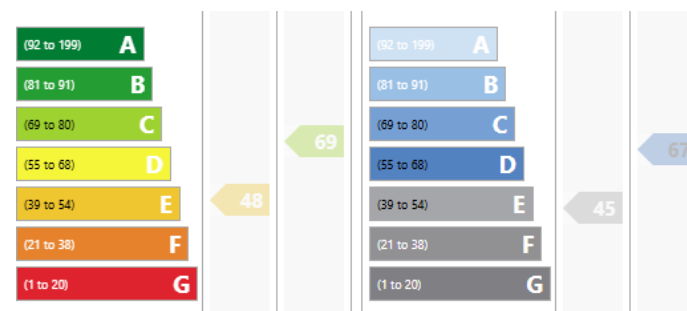 (92 to 199) A
(81 to 91) B
(69 to 80) C
69
(55 to 68) D
(39 to 54) E
48
(21 to 38) F
(1 to 20) G
(92 to 199) A
(81 to 91) B
(69 to 80) C
67
(55 to 68) D
(39 to 54) E
45
(21 to 38) F
(1 to 20) G